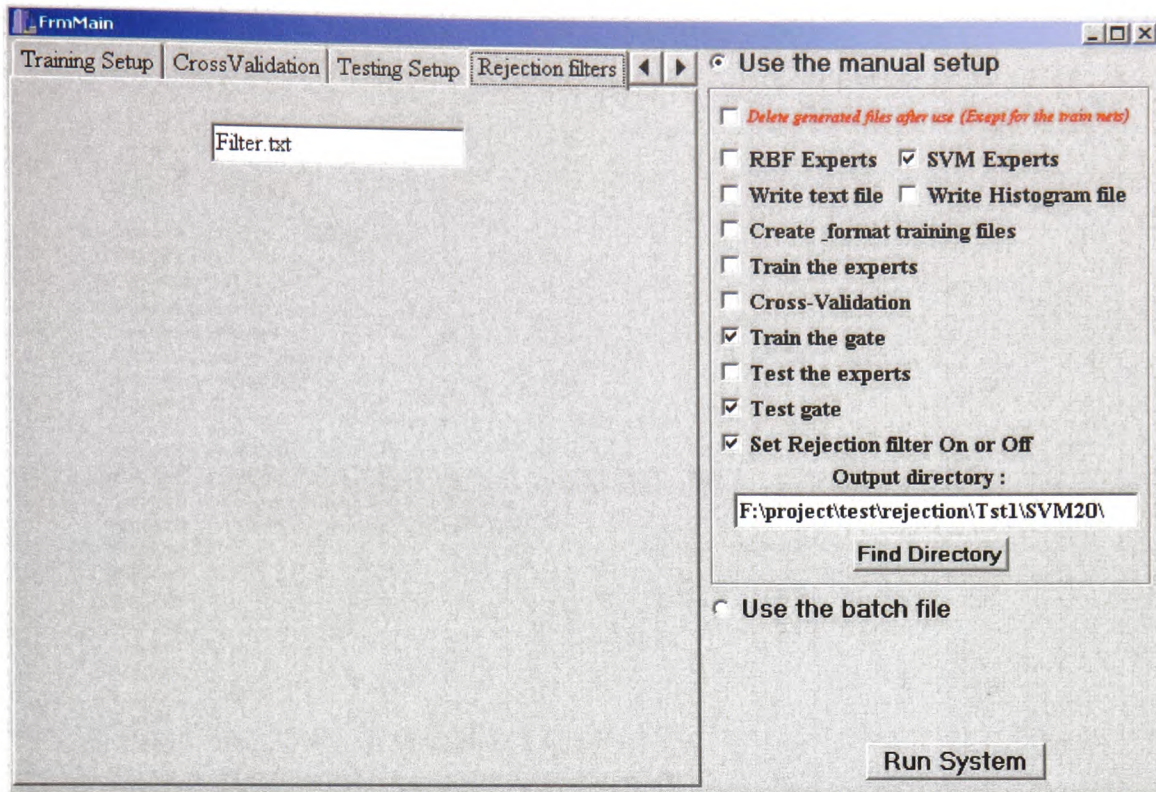 FrmMain
Training Setup CrossValidation Testing Setup Rejection filters
Filter.txt
Use the manual setup
Delete generated files after use (Exept for the train nets)
RBF Experts SVM Experts
Write text file Write Histogram file
Create _format training files
Train the experts
Cross-Validation
Train the gate
Test the experts
Test gate
Set Rejection filter On or Off
Output directory :
F:\project\test\rejection\Tst1\SVM20\
Find Directory
Use the batch file
Run System